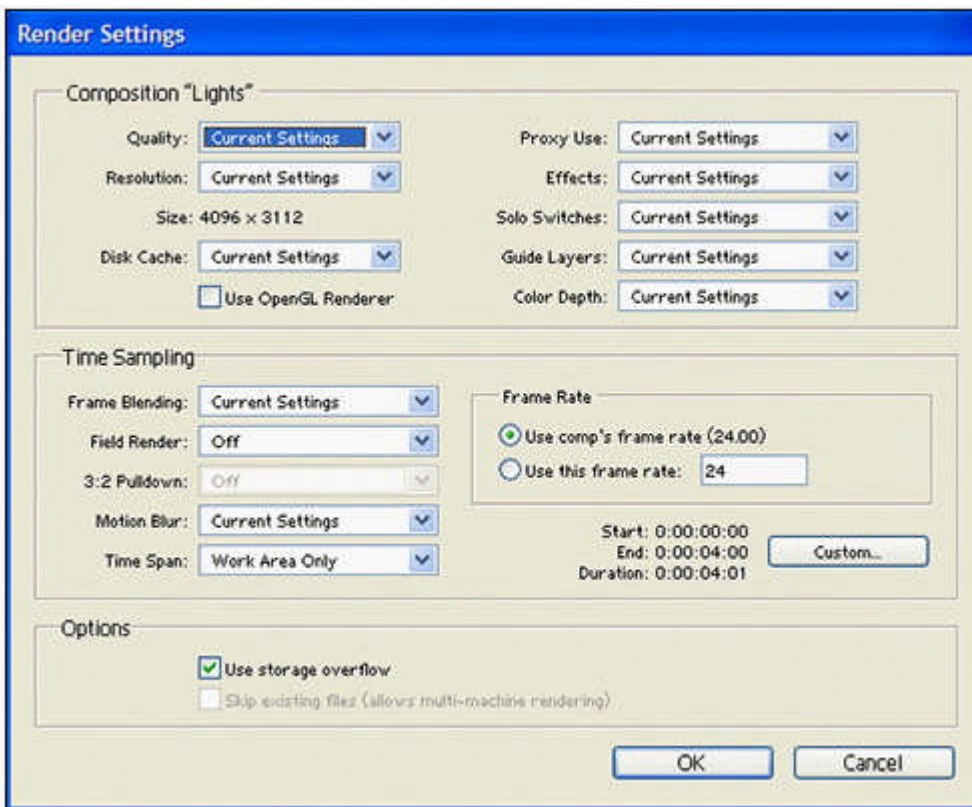 Render Settings
Composition "Lights"
Quality: Current Settings
Proxy Use: Current Settings
Resolution: Current Settings
Effects: Current Settings
Size: 4096 x 3112
Solo Switches: Current Settings
Disk Cache: Current Settings
Guide Layers: Current Settings
Use OpenGL Renderer
Color Depth: Current Settings
Time Sampling
Frame Blending: Current Settings
Field Render: Off
3:2 Pulldown: Off
Motion Blur: Current Settings
Time Span: Work Area Only
Frame Rate
Use comp's frame rate (24.00)
Use this frame rate: 24
Start: 0:00:00:00
End: 0:00:04:00
Duration: 0:00:04:01
Custom...
Options
Use storage overflow
Skip existing files (allows multi-machine rendering)
OK
Cancel